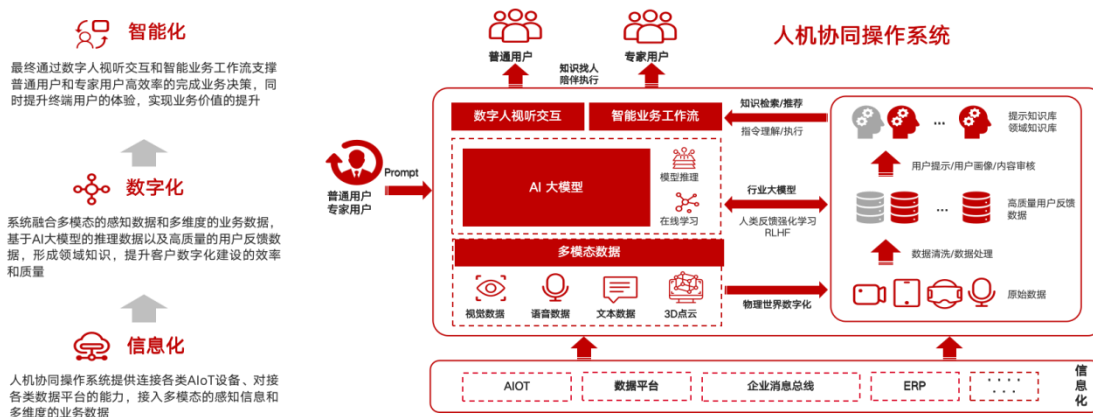 智能化
最终通过数字人视听交互和智能业务工作流支撑
普通用户和专家用户高效率的完成业务决策，同
时提升终端用户的体验，实现业务价值的提升
数字化
系统融合多模态的感知数据和多维度的业务数据，
基于AI大模型的推理数据以及高质量的用户反馈数
据，形成领域知识，提升客户数字化建设的效率
和质量
信息化
人机协同操作系统提供连接各类AIoT设备、对接
各类数据平台的能力，接入多模态的感知信息和
多维度的业务数据
人机协同操作系统
普通用户
专家用户
知识找人
陪伴执行
普通用户
专家用户
Prompt
数字人视听交互
智能业务工作流
AI 大模型
模型推理
在线学习
多模态数据
视觉数据
语音数据
文本数据
3D点云
知识检索/推荐
指令理解/执行
行业大模型
人类反馈强化学习
RLHF
物理世界数字化
...
提示知识库
领域知识库
用户提示/用户画像/内容审核
...
高质量用户反馈
数据
数据清洗/数据处理
原始数据
AIOT
数据平台
企业消息总线
ERP
信息化